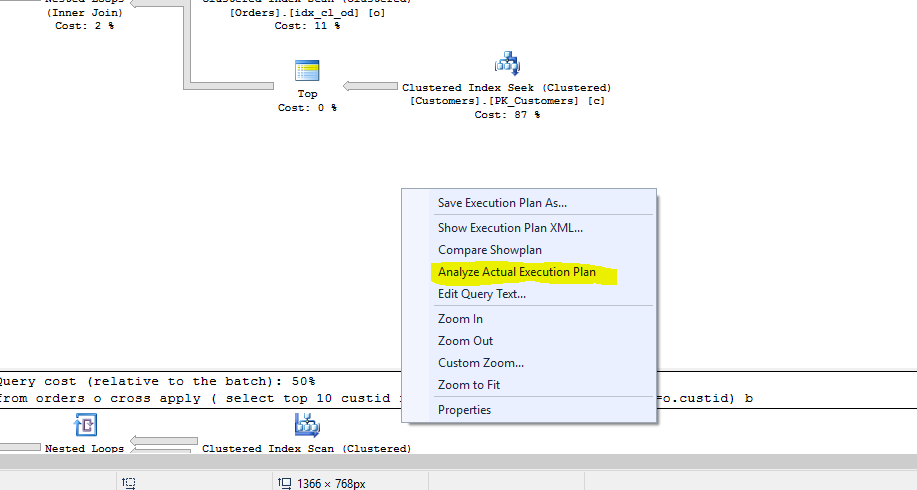 Nested Loops
(Inner Join)
Cost: 2 %
Clustered Index Scan (Clustered)
[Orders].[idx_cl_od] [o]
Cost: 11 %
Top
Cost: 0 %
Clustered Index Seek (Clustered)
[Customers].[PK_Customers] [c]
Cost: 87 %
Save Execution Plan As...
Show Execution Plan XML...
Compare Showplan
Analyze Actual Execution Plan
Edit Query Text...
Zoom In
Zoom Out
Custom Zoom...
Zoom to Fit
Properties
Query cost (relative to the batch): 50%
from orders o cross apply ( select top 10 custid =o.custid) b
Nested Loops
Clustered Index Scan (Clustered)
1366 × 768px